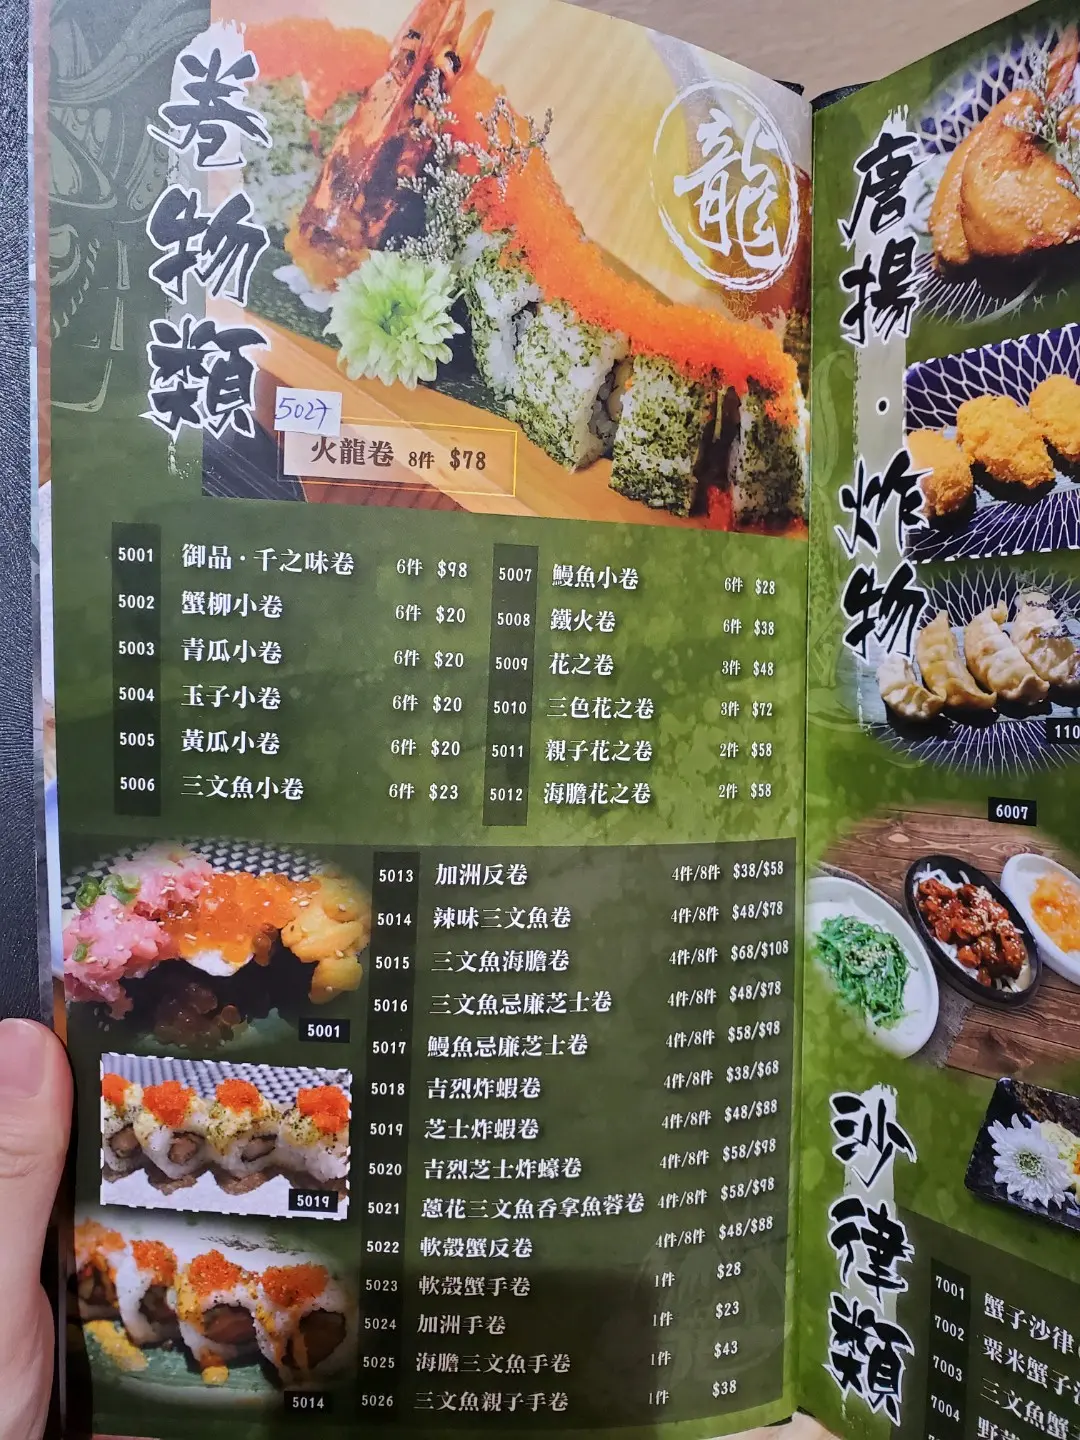 卷物類
龍
5027
火龍卷 8件 $78
5001 御品·千之味卷 6件 $98
5002 蟹柳小卷 6件 $20
5003 青瓜小卷 6件 $20
5004 玉子小卷 6件 $20
5005 黃瓜小卷 6件 $20
5006 三文魚小卷 6件 $23
5007 鰻魚小卷 6件 $28
5008 鐵火卷 6件 $38
5009 花之卷 3件 $48
5010 三色花之卷 3件 $72
5011 親子花之卷 2件 $58
5012 海膽花之卷 2件 $58
5013 加洲反卷 4件/8件 $38/$58
5014 辣味三文魚卷 4件/8件 $48/$78
5015 三文魚海膽卷 4件/8件 $68/$108
5016 三文魚忌廉芝士卷 4件/8件 $48/$78
5017 鰻魚忌廉芝士卷 4件/8件 $58/$98
5018 吉烈炸蝦卷 4件/8件 $38/$68
5019 芝士炸蝦卷 4件/8件 $48/$88
5020 吉烈芝士炸蠔卷 4件/8件 $58/$98
5021 蔥花三文魚吞拿魚蓉卷 4件/8件 $58/$98
5022 軟殼蟹反卷 4件/8件 $48/$88
5023 軟殼蟹手卷 1件 $28
5024 加洲手卷 1件 $23
5025 海膽三文魚手卷 1件 $43
5026 三文魚親子手卷 1件 $38
5001
5019
5014
唐揚·炸物
110
6007
沙律類
7001 蟹子沙律
7002 粟米蟹子
7003 三文魚蟹
7004 野